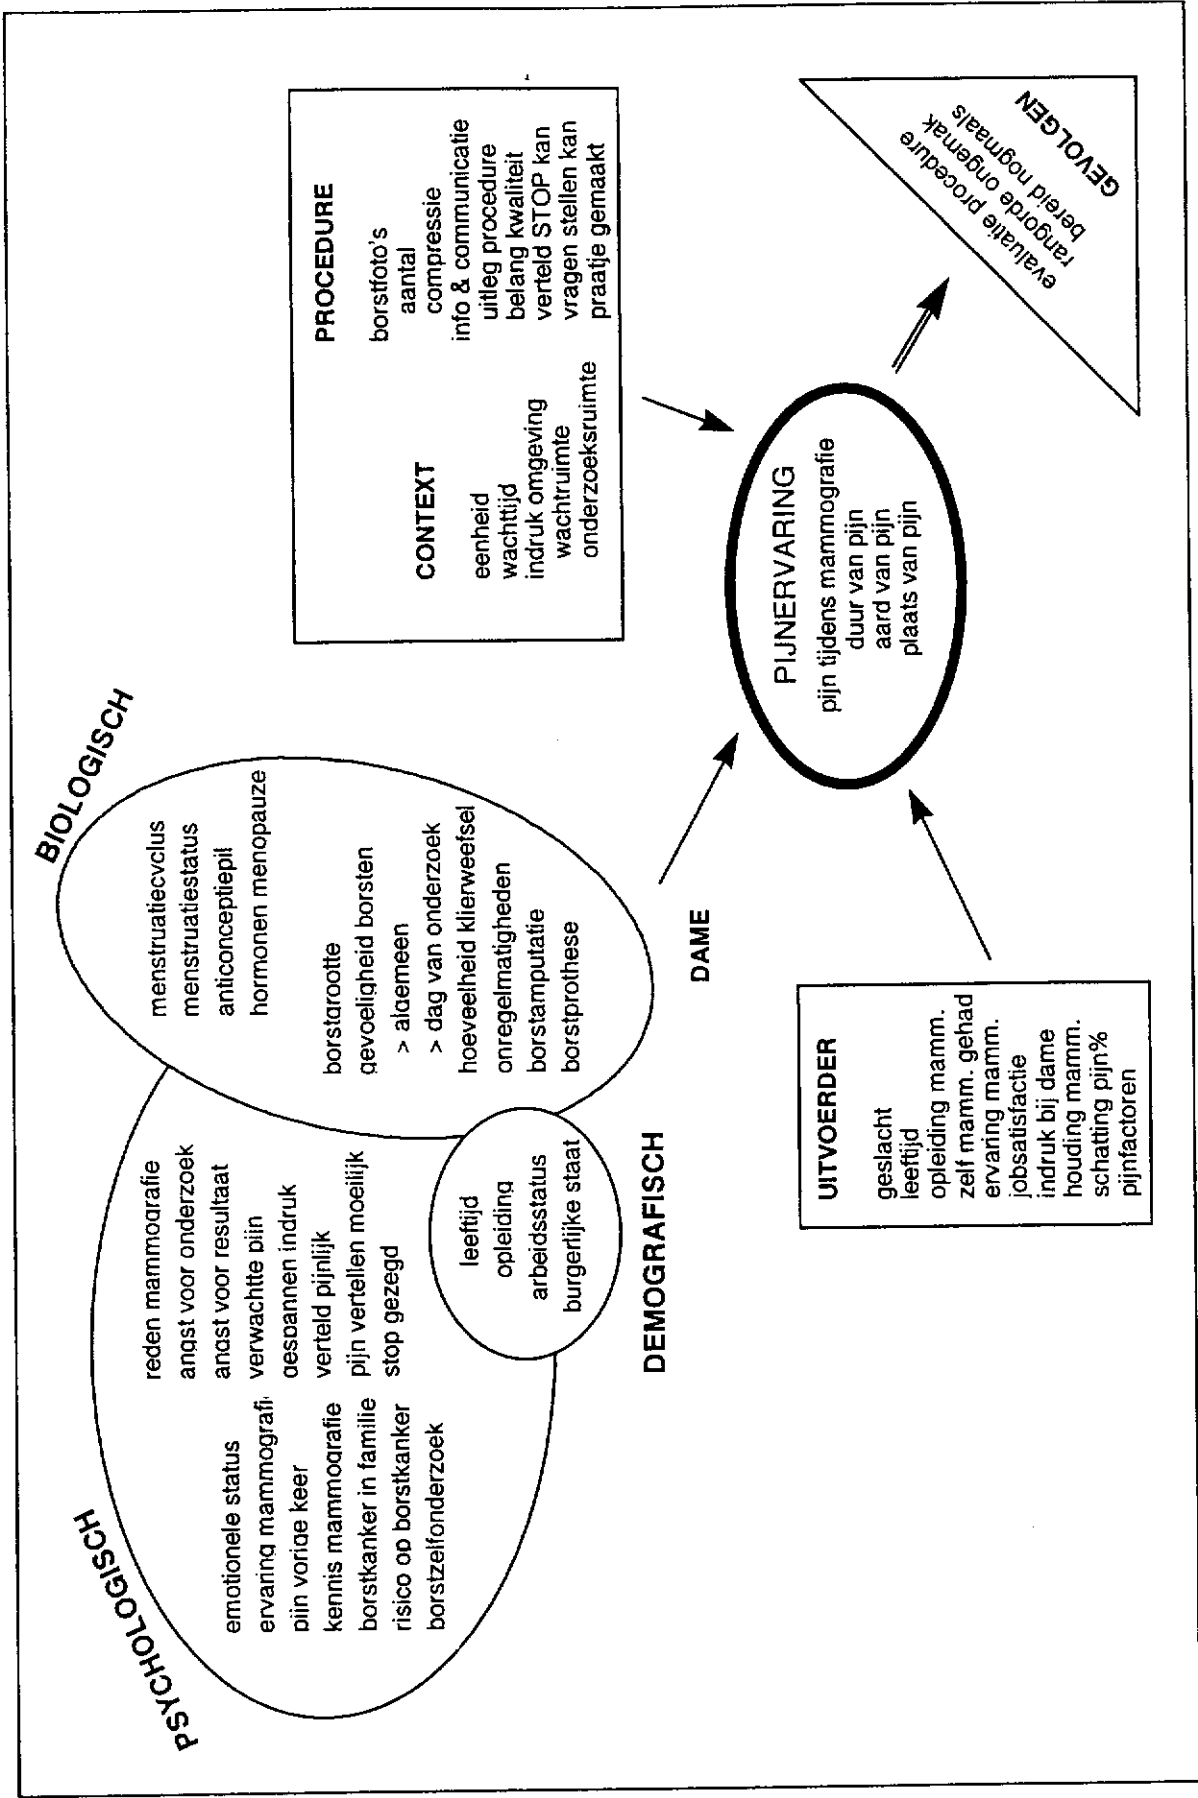 PSYCHOLOGISCH
emotionele status
ervaring mammografi
pijn vorige keer
kennis mammografie
borstkanker in familie
risico op borstkanker
borstzelfonderzoek
reden mammografie
angst voor onderzoek
angst voor resultaat
verwachte pijn
gespannen indruk
verteld pijnlijk
pijn vertellen moeilijk
stop gezegd
BIOLOGISCH
menstruatiecyclus
menstruatiestatus
anticonceptiepil
hormonen menopauze
borstgrootte
gevoeligheid borsten
> algemeen
> dag van onderzoek
hoeveelheid klierweefsel
onregelmatigheden
borstamputatie
borstprothese
leeftijd
opleiding
arbeidsstatus
burgerlijke staat
DEMOGRAFISCH
DAME
PROCEDURE
borstfoto's
aantal
compressie
info & communicatie
uitleg procedure
belang kwaliteit
verteld STOP kan
vragen stellen kan
praatje gemaakt
CONTEXT
eenheid
wachttijd
indruk omgeving
wachtruimte
onderzoeksruimte
UITVOERDER
geslacht
leeftijd
opleiding mamm.
zelf mamm. gehad
ervaring mamm.
jobsatisfactie
indruk bij dame
houding mamm.
schatting pijn%
pijnfactoren
PIJNERVARING
pijn tijdens mammografie
duur van pijn
aard van pijn
plaats van pijn
evaluatie procedure
rangorde ongemak
bereid nogmaals
GEVOLGEN